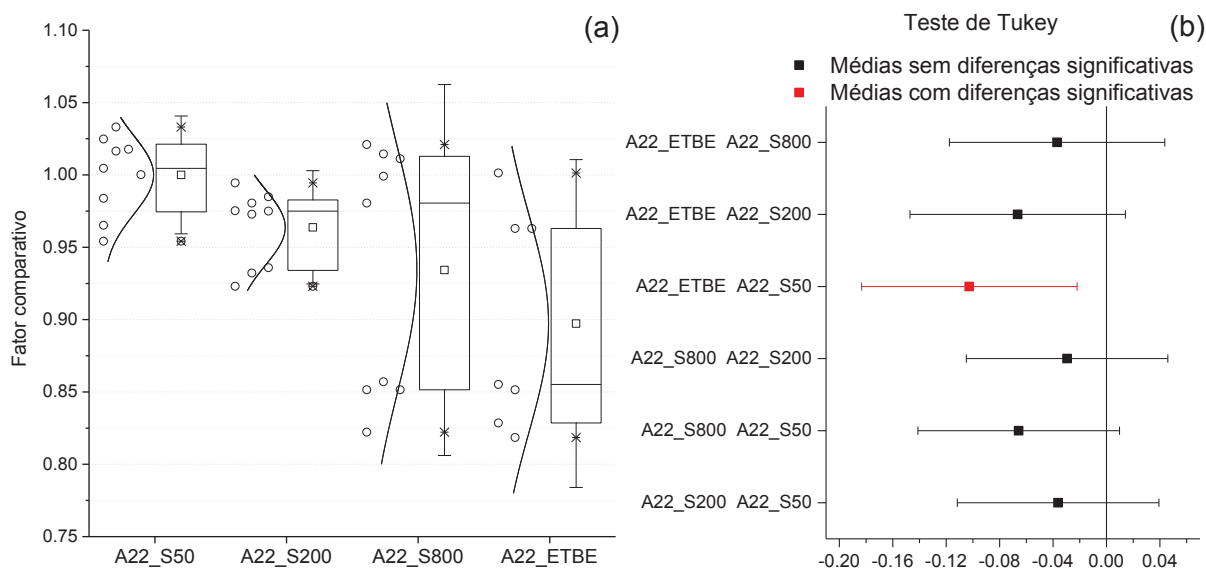 (a)
1.10
1.05
1.00
0.95
0.90
0.85
0.80
0.75
Fator comparativo
A22_S50 A22_S200 A22_S800 A22_ETBE
Teste de Tukey (b)
Médias sem diferenças significativas
Médias com diferenças significativas
A22_ETBE A22_S800
A22_ETBE A22_S200
A22_ETBE A22_S50
A22_S800 A22_S200
A22_S800 A22_S50
A22_S200 A22_S50
-0.20 -0.16 -0.12 -0.08 -0.04 0.00 0.04